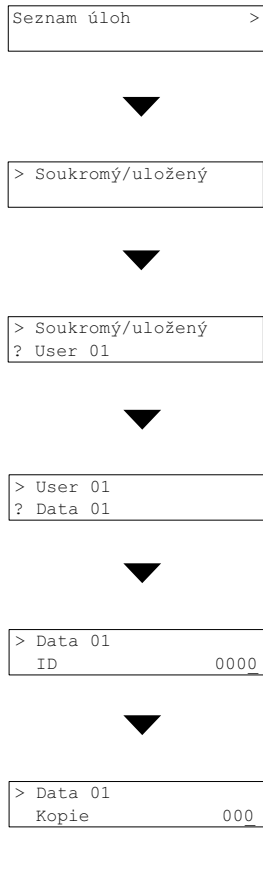 Seznam úloh >
> Soukromý/uložený
> Soukromý/uložený
? User 01
> User 01
? Data 01
> Data 01
ID 0000
> Data 01
Kopie 000